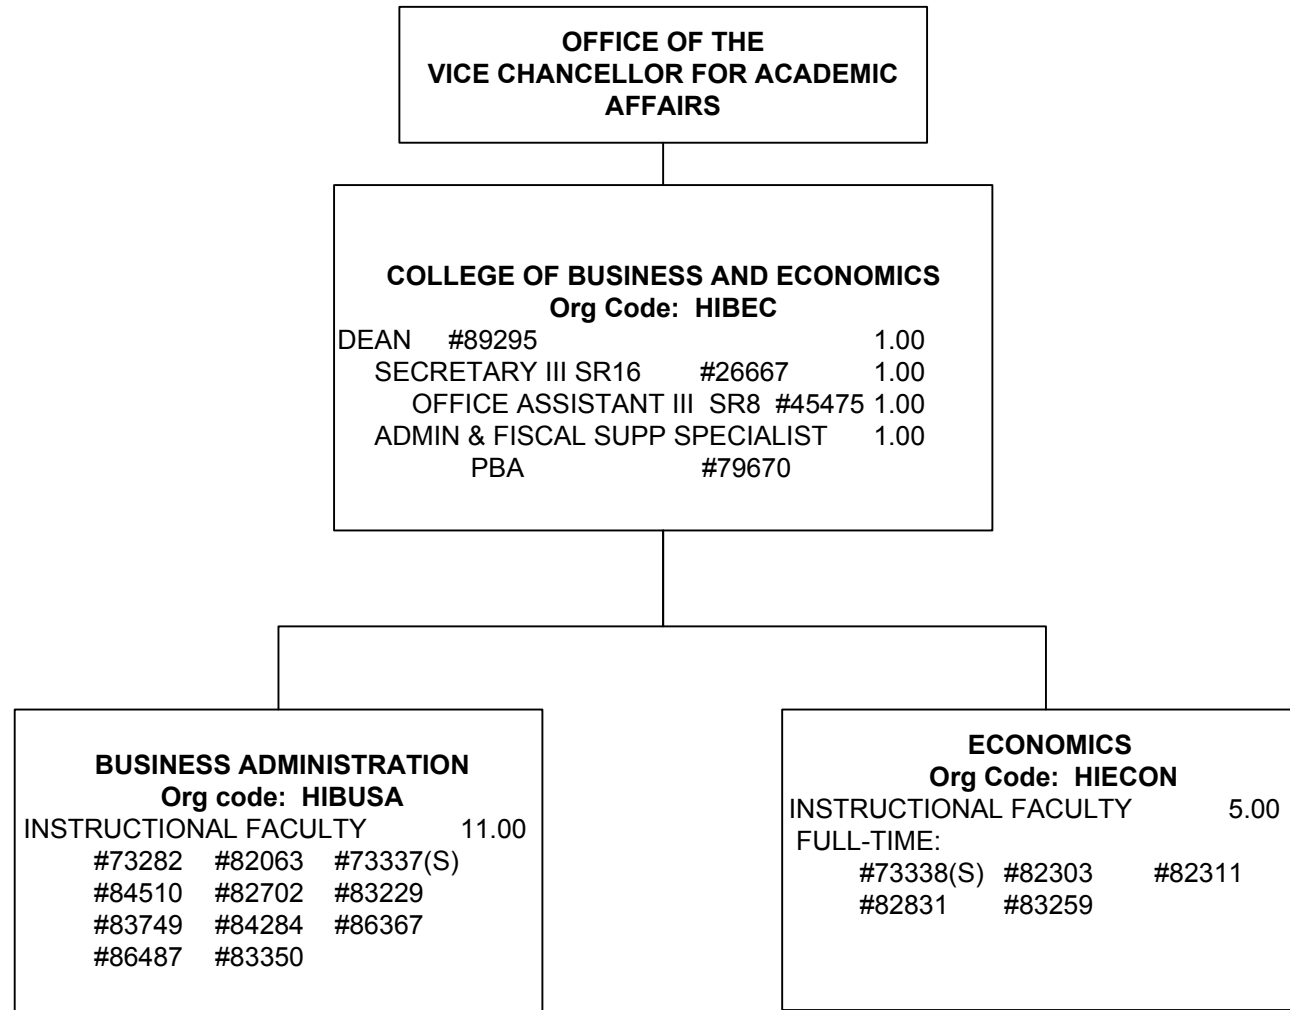 OFFICE OF THE
VICE CHANCELLOR FOR ACADEMIC
AFFAIRS
COLLEGE OF BUSINESS AND ECONOMICS
Org Code: HIBEC
DEAN #89295 1.00
SECRETARY III SR16 #26667 1.00
OFFICE ASSISTANT III SR8 #45475 1.00
ADMIN & FISCAL SUPP SPECIALIST 1.00
PBA #79670
BUSINESS ADMINISTRATION
Org code: HIBUSA
INSTRUCTIONAL FACULTY 11.00
#73282 #82063 #73337(S)
#84510 #82702 #83229
#83749 #84284 #86367
#86487 #83350
ECONOMICS
Org Code: HIECON
INSTRUCTIONAL FACULTY 5.00
FULL-TIME:
#73338(S) #82303 #82311
#82831 #83259